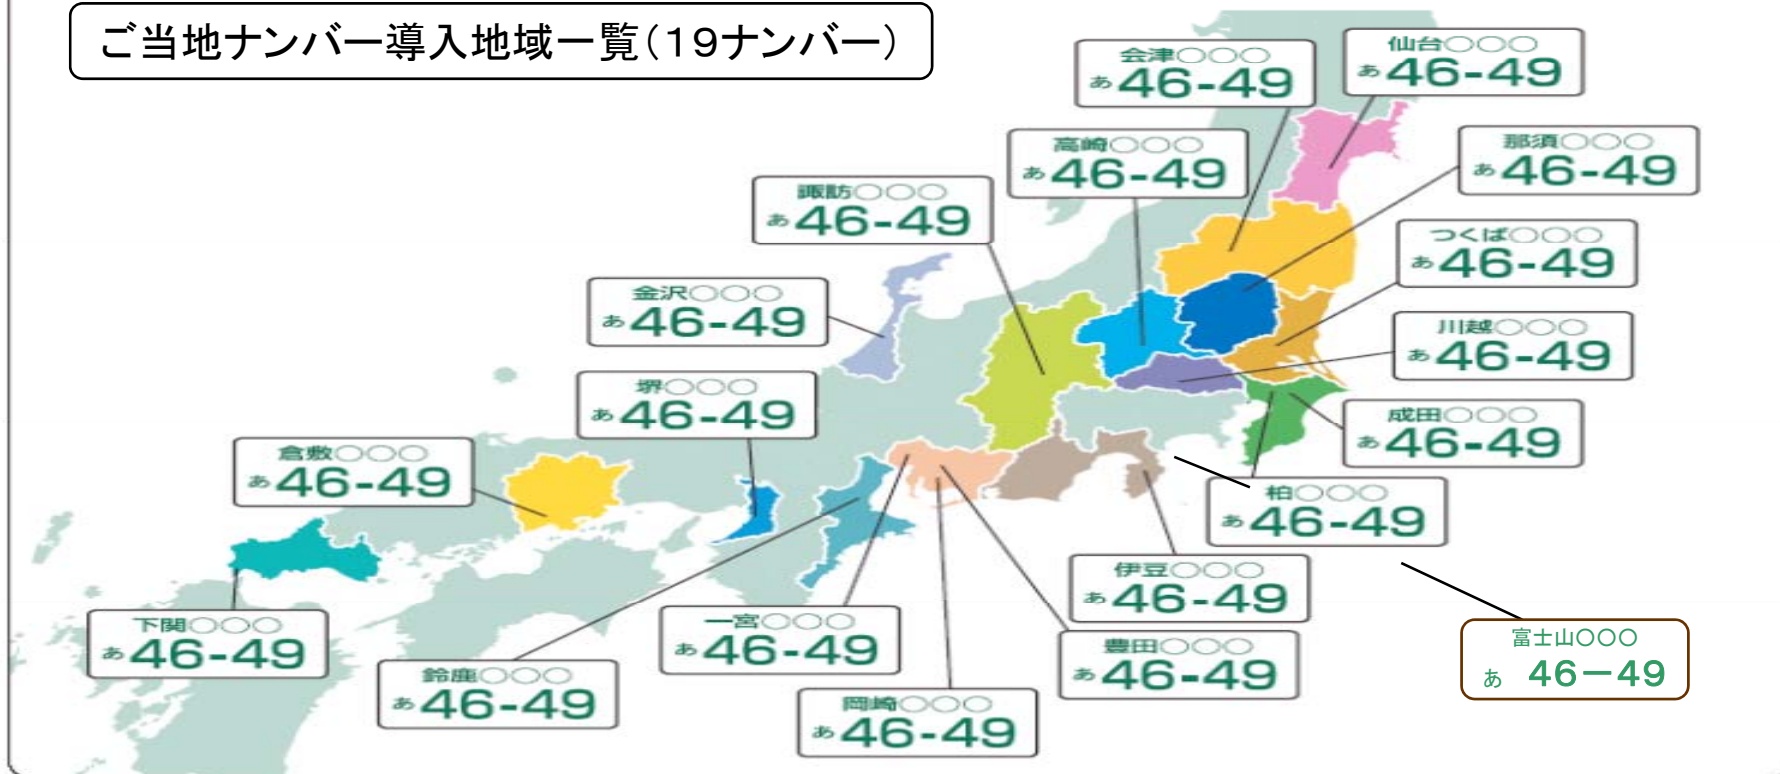 ご当地ナンバー導入地域一覧（１９ナンバー）
会津○○○
あ46-49
仙台○○○
あ46-49
高崎○○○
あ46-49
那須○○○
あ46-49
諏訪○○○
あ46-49
つくば○○○
あ46-49
金沢○○○
あ46-49
川越○○○
あ46-49
堺○○○
あ46-49
成田○○○
あ46-49
倉敷○○○
あ46-49
柏○○○
あ46-49
伊豆○○○
あ46-49
下関○○○
あ46-49
一宮○○○
あ46-49
豊田○○○
あ46-49
富士山○○○
あ ４６－４９
鈴鹿○○○
あ46-49
岡崎○○○
あ46-49